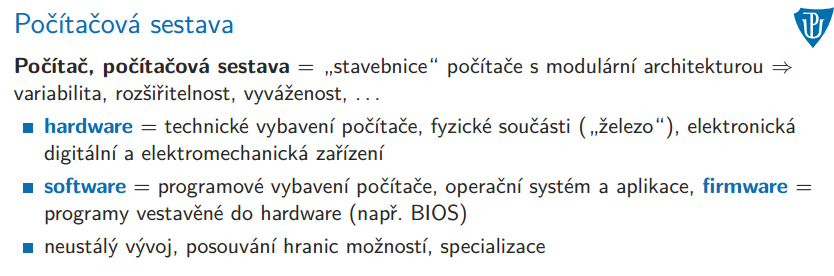 Počítačová sestava
Počítač, počítačová sestava = „stavebnice“ počítače s modulární architekturou ⇒
variabilita, rozšiřitelnost, vyváženost, . . .
hardware = technické vybavení počítače, fyzické součásti („železo“), elektronická
digitální a elektromechanická zařízení
software = programové vybavení počítače, operační systém a aplikace, firmware =
programy vestavěné do hardware (např. BIOS)
neustálý vývoj, posouvání hranic možností, specializace